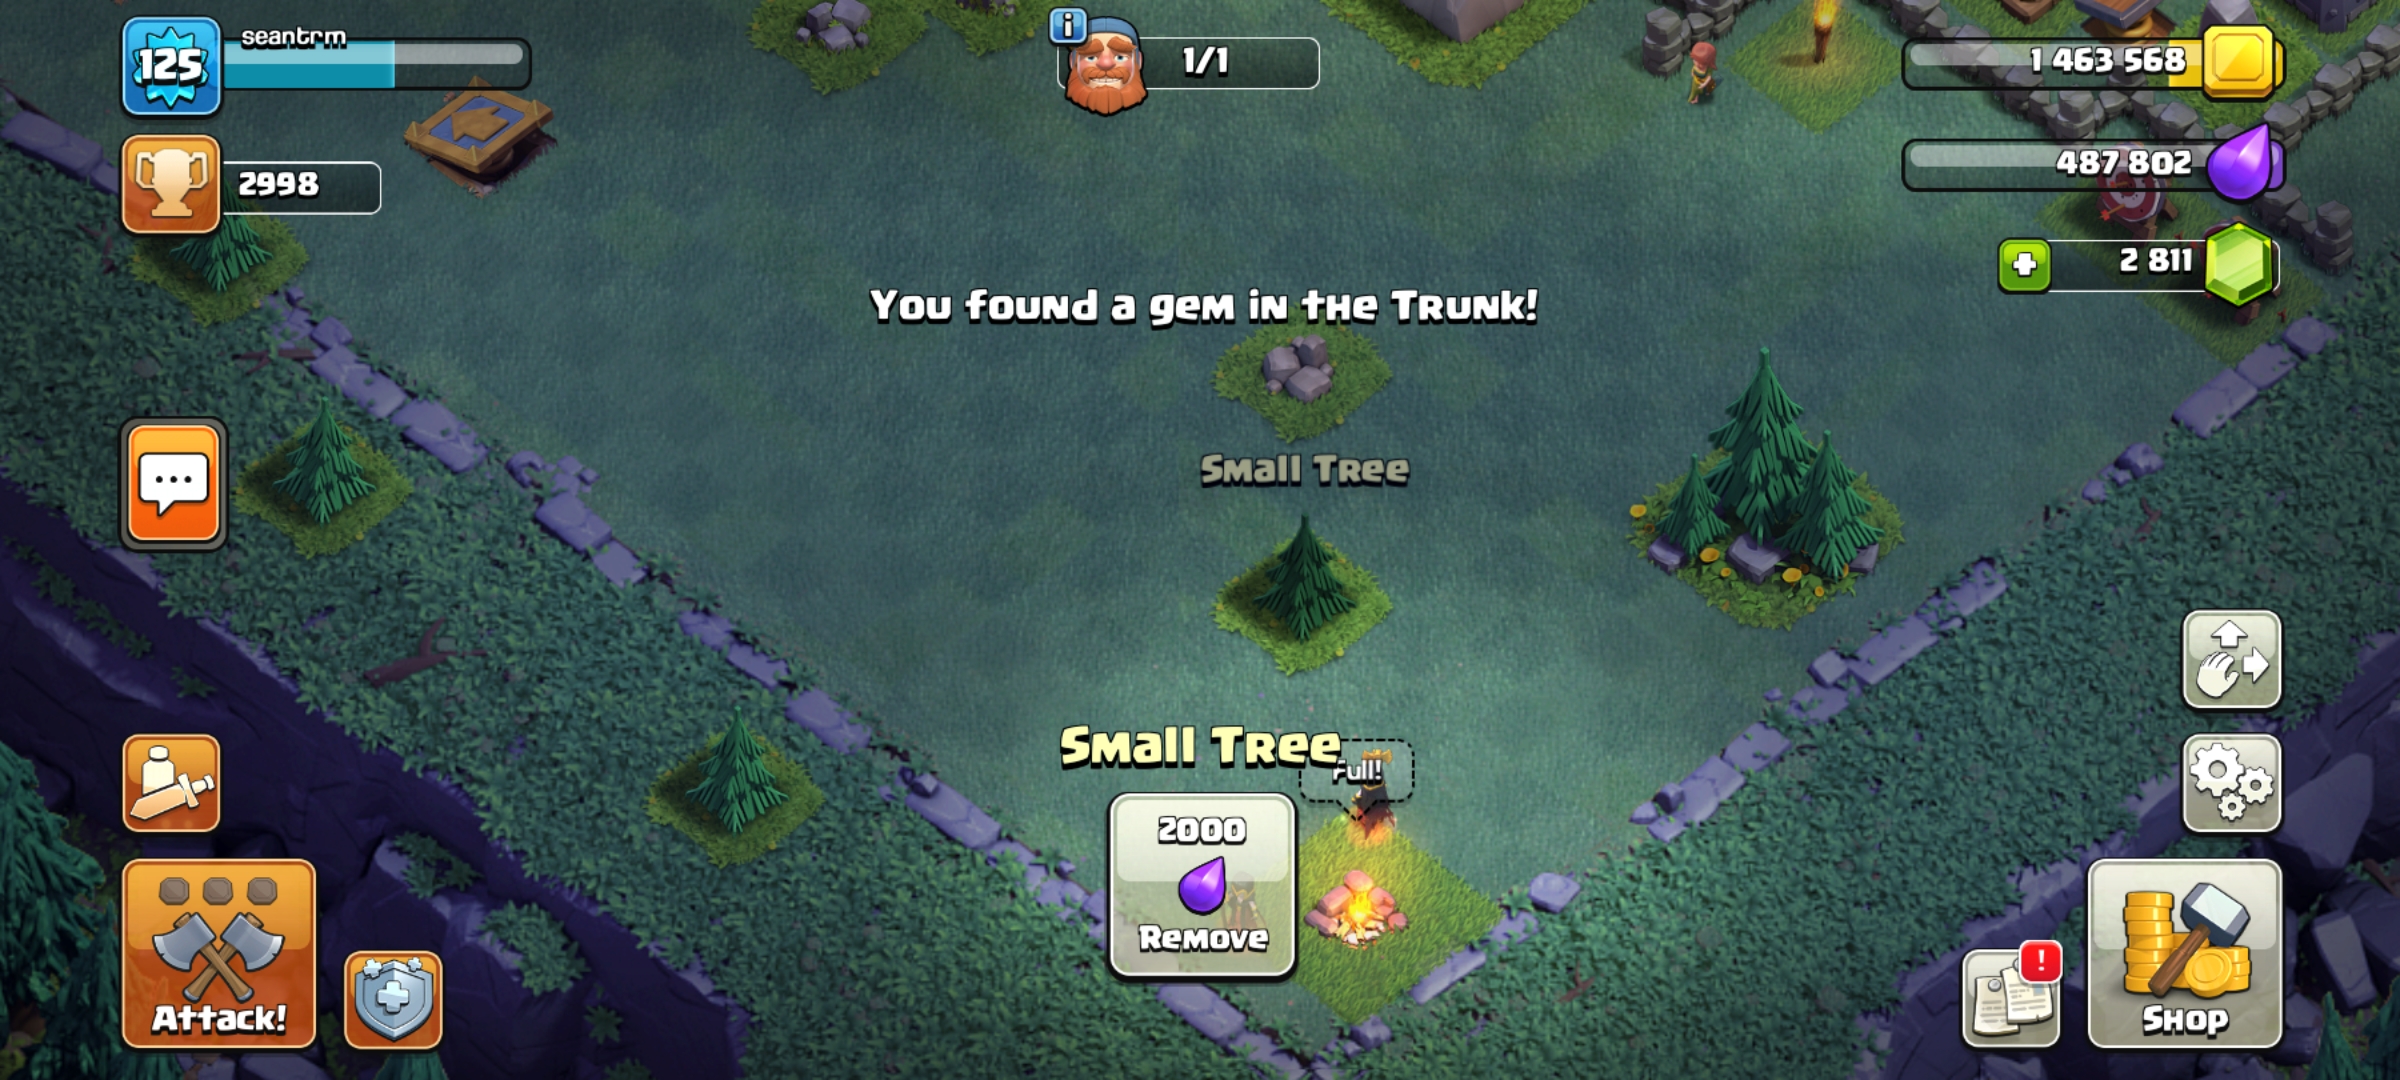 125
seantrm
1/1
1 463 568
2998
487 802
2 811
You found a gem in the Trunk!
Small Tree
Small Tree
Full!
2000
Remove
Attack!
!
Shop